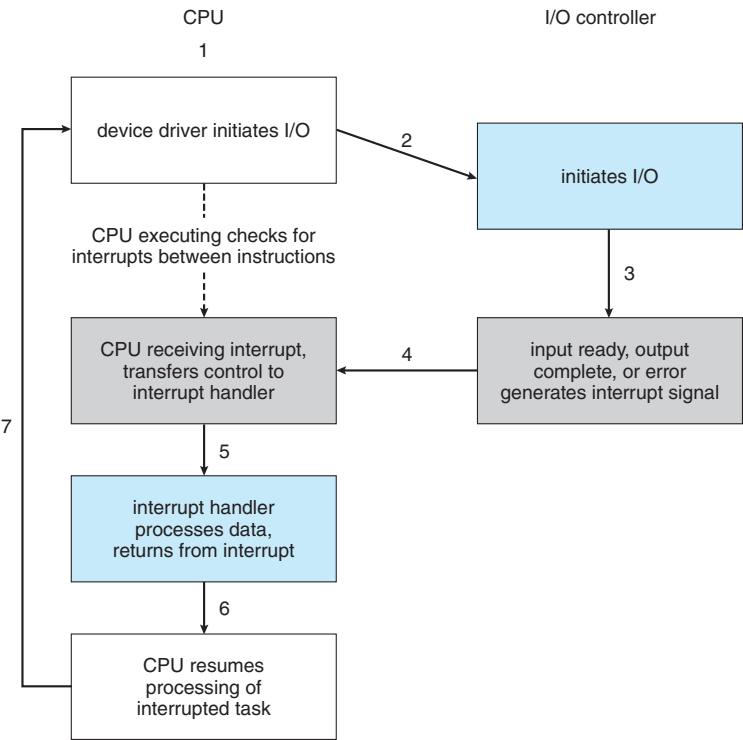 CPU
I/O controller
1
device driver initiates I/O
2
initiates I/O
CPU executing checks for
interrupts between instructions
3
CPU receiving interrupt,
transfers control to
interrupt handler
4
input ready, output
complete, or error
generates interrupt signal
7
5
interrupt handler
processes data,
returns from interrupt
6
CPU resumes
processing of
interrupted task